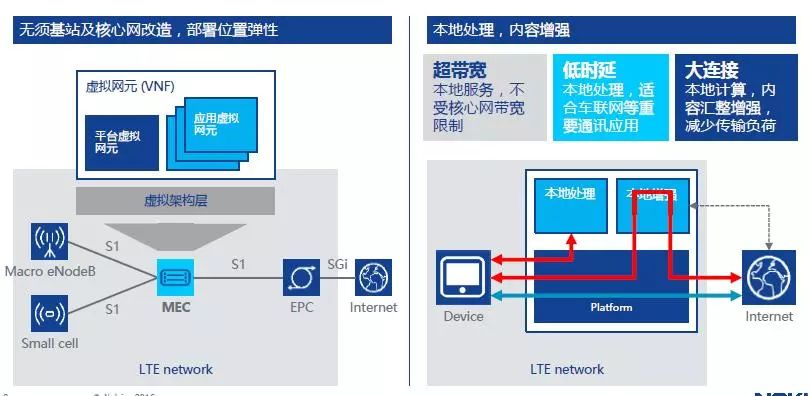 无须基站及核心网改造，部署位置弹性
虚拟网元 (VNF)
平台虚拟
网元
应用虚拟
网元
虚拟架构层
S1
Macro eNodeB
S1
Small cell
MEC
S1
EPC
SGi
Internet
LTE network
本地处理，内容增强
超带宽
本地服务，不
受核心网带宽
限制
低时延
本地处理，适
合车联网等重
要通讯应用
大连接
本地计算，内
容汇整增强，
减少传输负荷
本地处理
本地增强
Platform
Device
Internet
LTE network